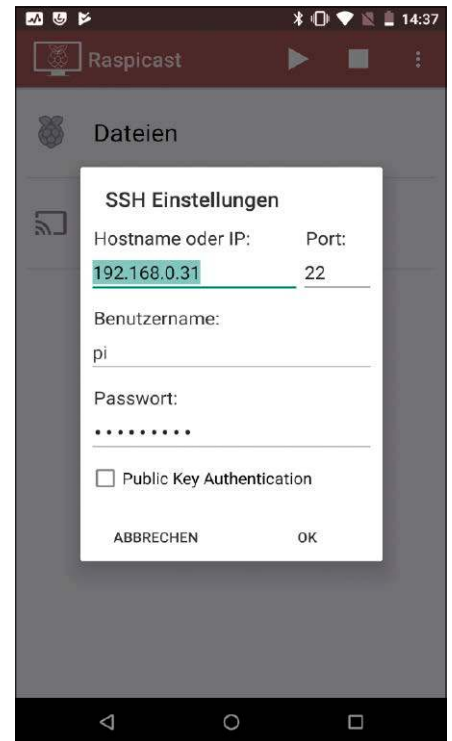 14:37
Raspicast
Dateien
SSH Einstellungen
Hostname oder IP: Port:
192.168.0.31 22
Benutzername:
pi
Passwort:
•••••••••
Public Key Authentication
ABBRECHEN OK